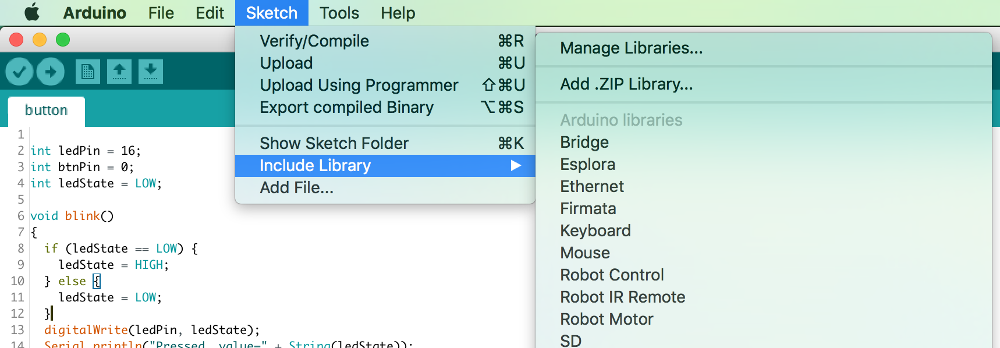 Arduino File Edit Sketch Tools Help
Verify/Compile ⌘R
Upload ⌘U
Upload Using Programmer ⇧⌘U
Export compiled Binary ⌥⌘S
Show Sketch Folder ⌘K
Include Library ▶
Add File...
Manage Libraries...
Add .ZIP Library...
Arduino libraries
Bridge
Esplora
Ethernet
Firmata
Keyboard
Mouse
Robot Control
Robot IR Remote
Robot Motor
SD
button
1
2 int ledPin = 16;
3 int btnPin = 0;
4 int ledState = LOW;
5
6 void blink()
7 {
8 if (ledState == LOW) {
9 ledState = HIGH;
10 } else {
11 ledState = LOW;
12 }
13 digitalWrite(ledPin, ledState);
14 Serial.println("Pressed, value=" + String(ledState));